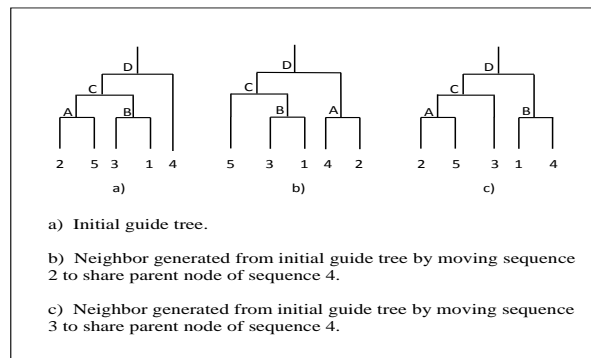 D D D
C C C
A B B A A B
2 5 3 1 4 5 3 1 4 2 2 5 3 1 4
a) b) c)
a) Initial guide tree.
b) Neighbor generated from initial guide tree by moving sequence
2 to share parent node of sequence 4.
c) Neighbor generated from initial guide tree by moving sequence
3 to share parent node of sequence 4.